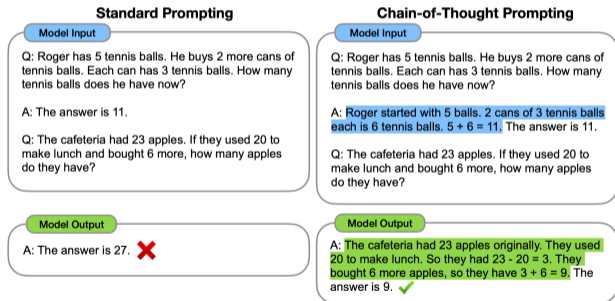 Standard Prompting
Model Input
Q: Roger has 5 tennis balls. He buys 2 more cans of
tennis balls. Each can has 3 tennis balls. How many
tennis balls does he have now?
A: The answer is 11.
Q: The cafeteria had 23 apples. If they used 20 to
make lunch and bought 6 more, how many apples
do they have?
Model Output
A: The answer is 27.
Chain-of-Thought Prompting
Model Input
Q: Roger has 5 tennis balls. He buys 2 more cans of
tennis balls. Each can has 3 tennis balls. How many
tennis balls does he have now?
A: Roger started with 5 balls. 2 cans of 3 tennis balls
each is 6 tennis balls. 5 + 6 = 11. The answer is 11.
Q: The cafeteria had 23 apples. If they used 20 to
make lunch and bought 6 more, how many apples
do they have?
Model Output
A: The cafeteria had 23 apples originally. They used
20 to make lunch. So they had 23 - 20 = 3. They
bought 6 more apples, so they have 3 + 6 = 9. The
answer is 9.